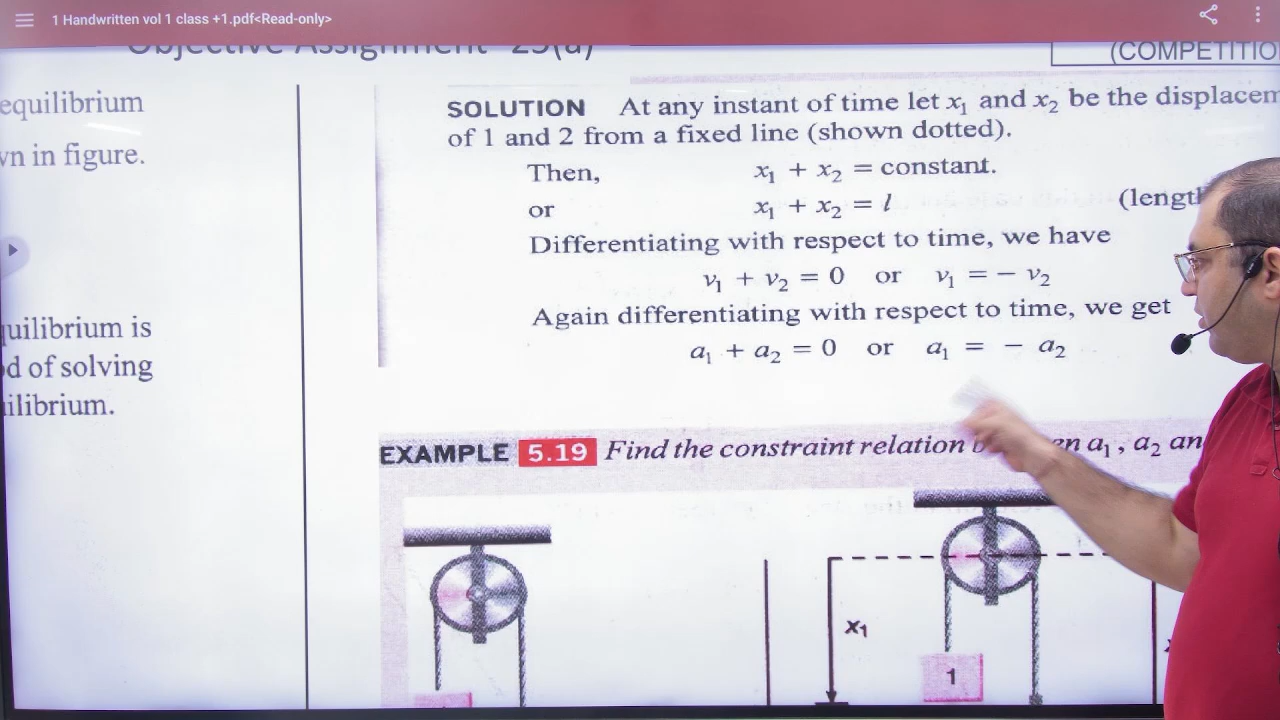 1 Handwritten vol 1 class +1.pdf<Read-only>
Objective Assignment -25(a)
(COMPETITIO
equilibrium
vn in figure.
quilibrium is
d of solving
ilibrium.
SOLUTION At any instant of time let x₁ and x₂ be the displacem
of 1 and 2 from a fixed line (shown dotted).
Then, x₁ + x₂ = constant.
or x₁ + x₂ = l (length
Differentiating with respect to time, we have
v₁ + v₂ = 0 or v₁ = − v₂
Again differentiating with respect to time, we get
a₁ + a₂ = 0 or a₁ = − a₂
EXAMPLE 5.19 Find the constraint relation b en a₁, a₂ an
x₁
1